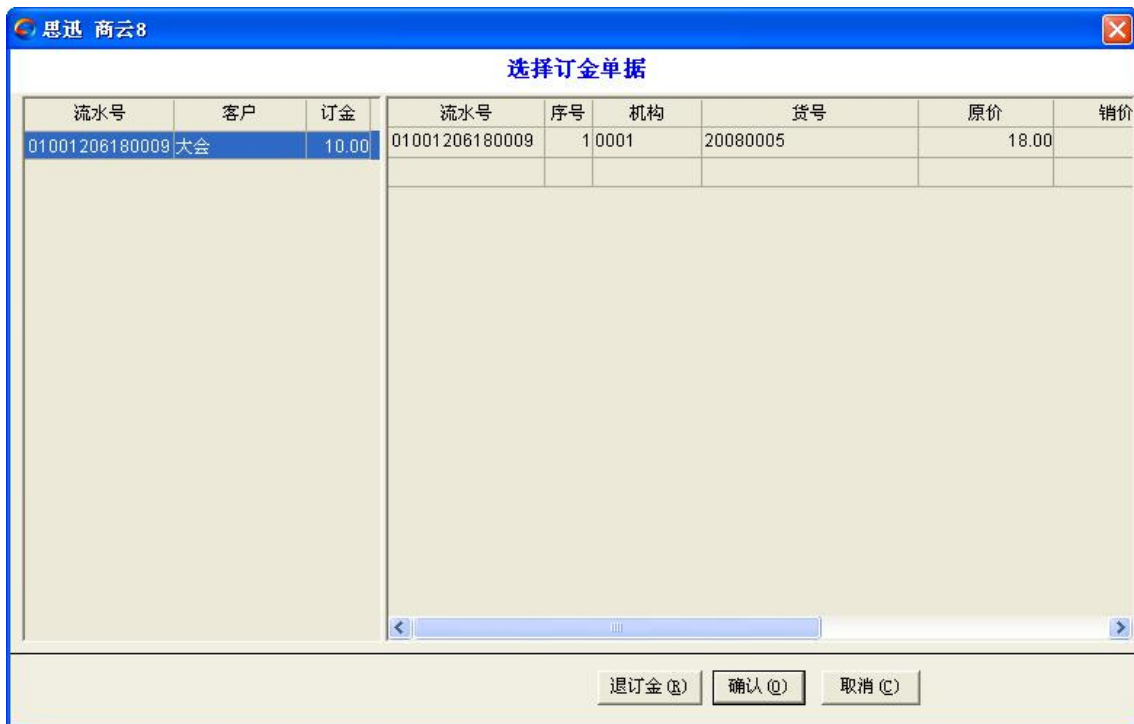 思迅 商云8
选择订金单据
流水号 客户 订金 流水号 序号 机构 货号 原价 销价
01001206180009 大会 10.00 01001206180009 1 0001 20080005 18.00
退订金(R) 确认(O) 取消(C)